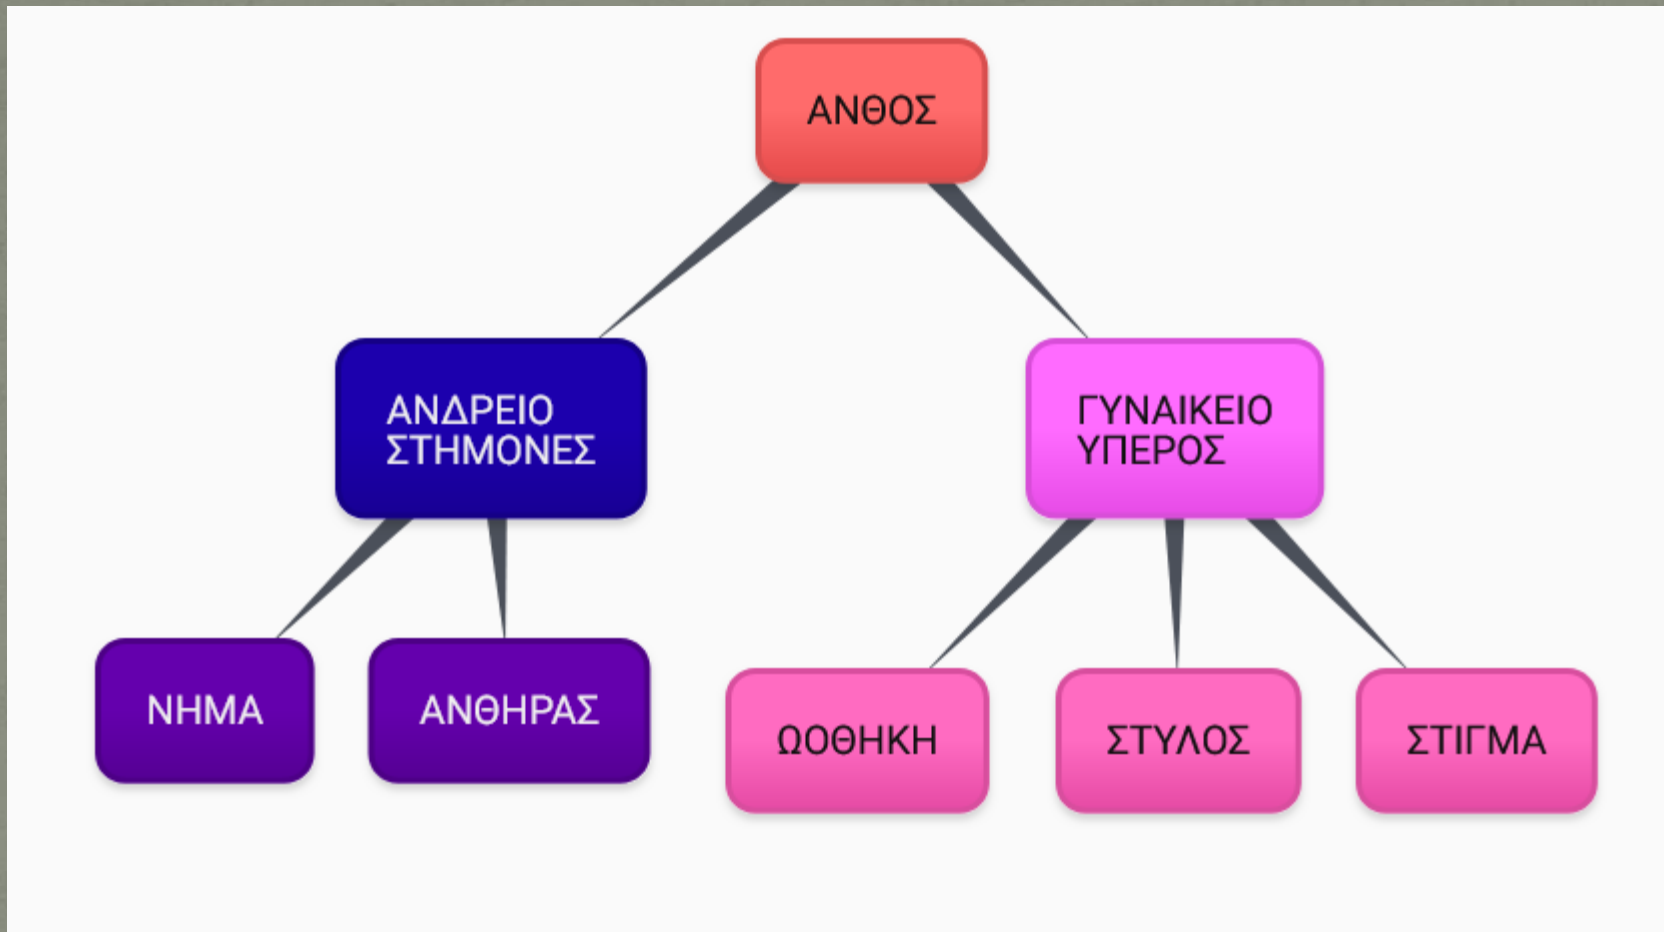 ΑΝΘΟΣ
ΑΝΔΡΕΙΟ
ΣΤΗΜΟΝΕΣ
ΓΥΝΑΙΚΕΙΟ
ΥΠΕΡΟΣ
ΝΗΜΑ
ΑΝΘΗΡΑΣ
ΩΟΘΗΚΗ
ΣΤΥΛΟΣ
ΣΤΙΓΜΑ